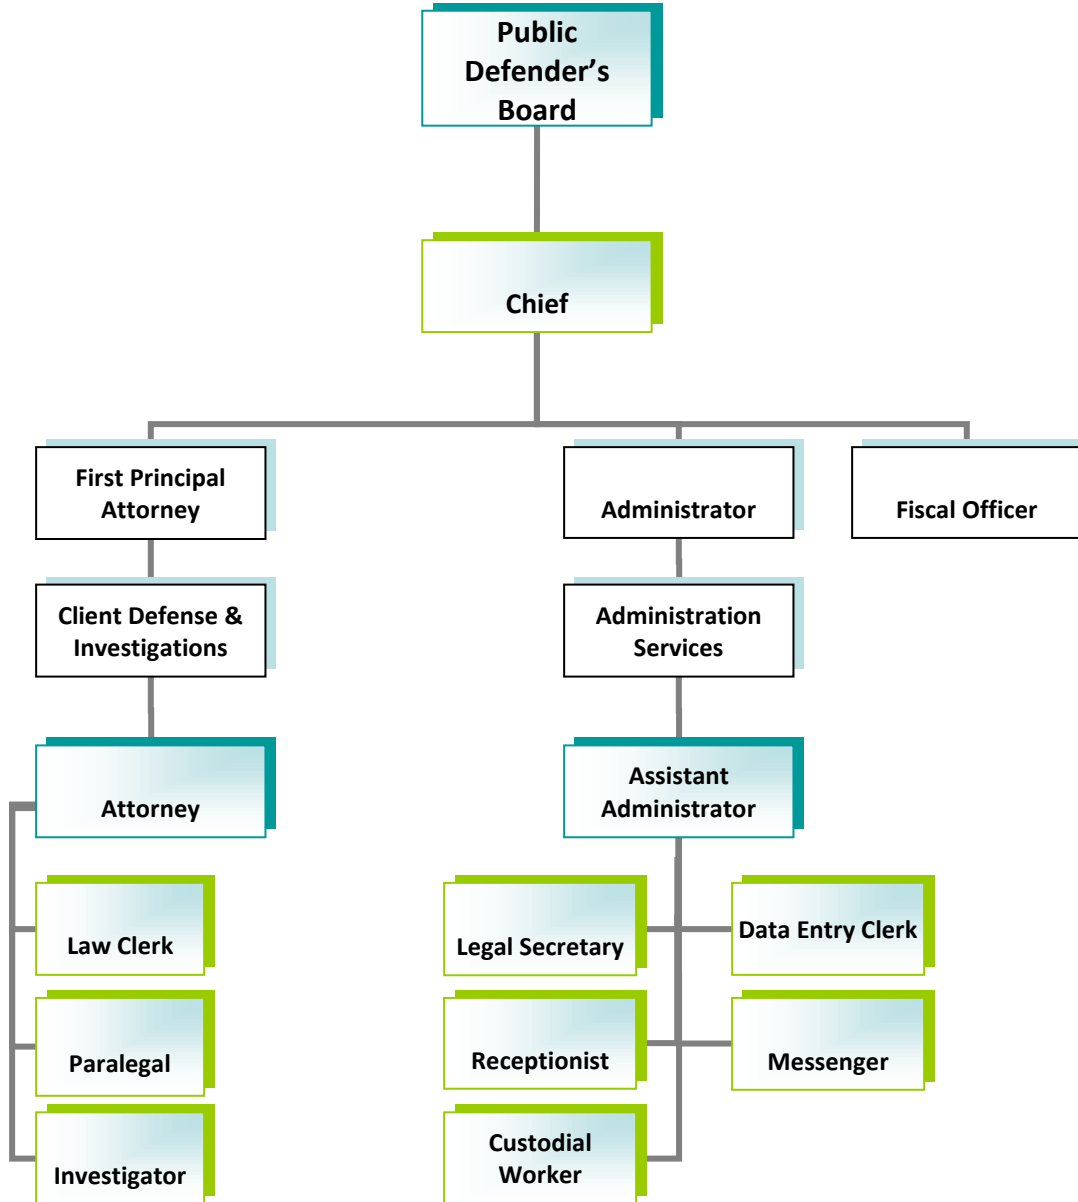 Public
Defender’s
Board
Chief
First Principal
Attorney
Administrator
Fiscal Officer
Client Defense &
Investigations
Administration
Services
Attorney
Assistant
Administrator
Law Clerk
Legal Secretary
Data Entry Clerk
Paralegal
Receptionist
Messenger
Investigator
Custodial
Worker